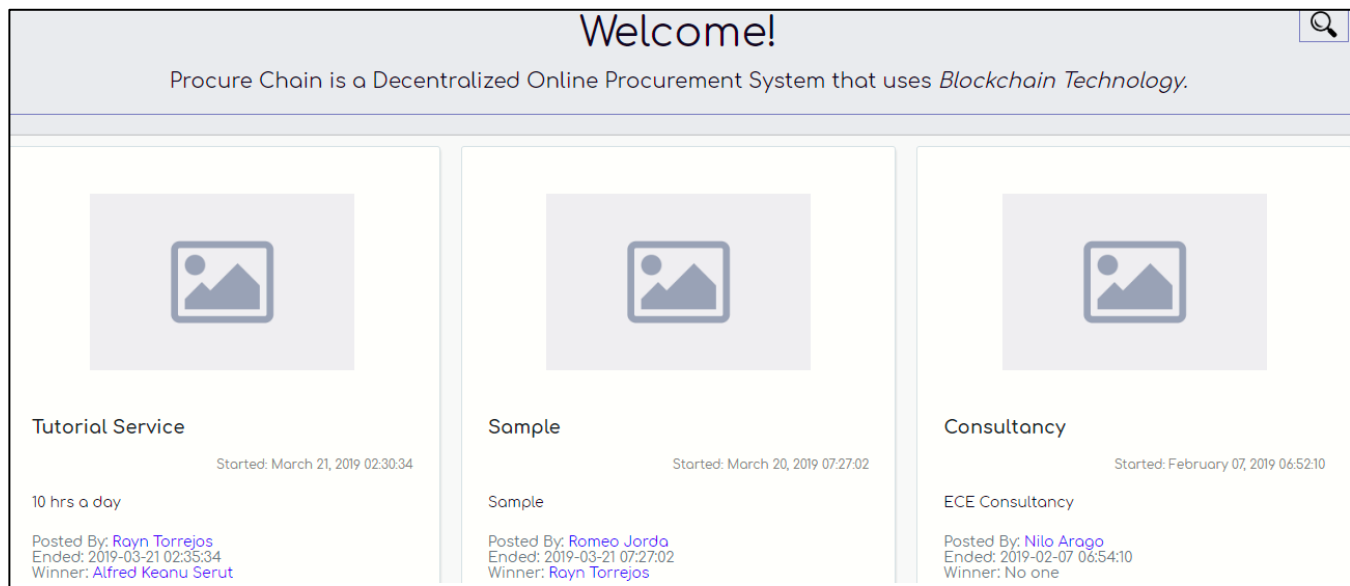 Welcome!
Procure Chain is a Decentralized Online Procurement System that uses Blockchain Technology.
Tutorial Service
Started: March 21, 2019 02:30:34
10 hrs a day
Posted By: Rayn Torrejos
Ended: 2019-03-21 02:35:34
Winner: Alfred Keanu Serut
Sample
Started: March 20, 2019 07:27:02
Sample
Posted By: Romeo Jorda
Ended: 2019-03-21 07:27:02
Winner: Rayn Torrejos
Consultancy
Started: February 07, 2019 06:52:10
ECE Consultancy
Posted By: Nilo Arago
Ended: 2019-02-07 06:54:10
Winner: No one